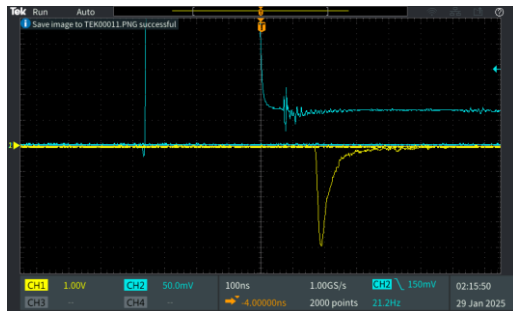 Tek Run Auto
Save image to TEK00011.PNG successful
1
CH1 1.00V CH2 50.0mV 100ns 1.00GS/s CH2 150mV 02:15:50
CH3 -- CH4 -- -4.00000ns 2000 points 21.2Hz 29 Jan 2025